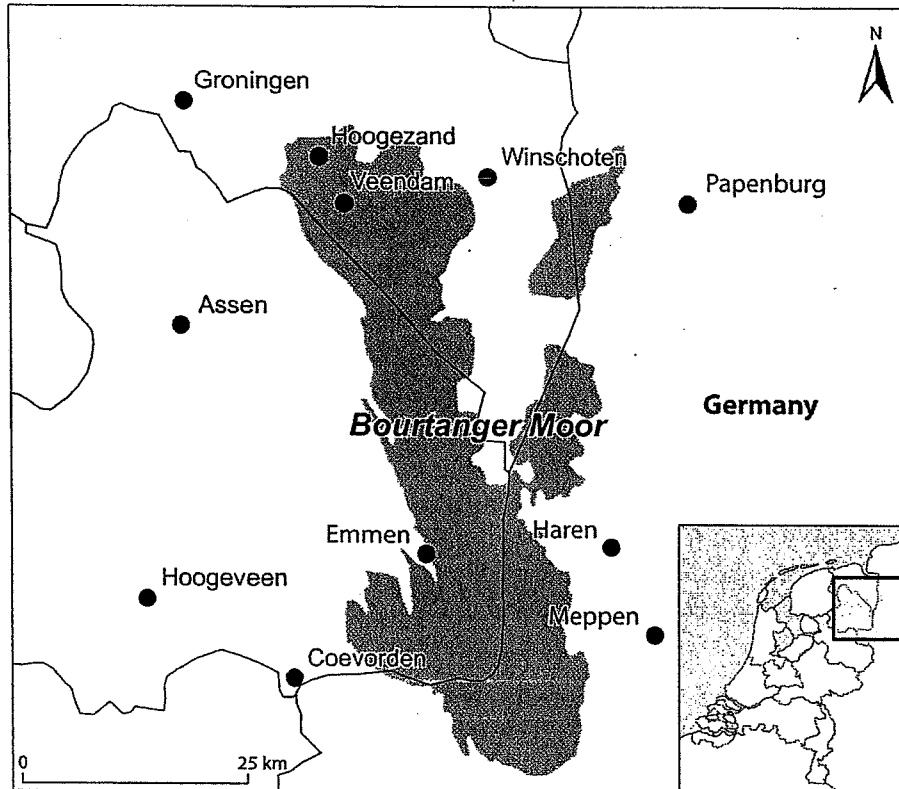 N
Groningen
Hoogezand
Winschoten
Veendam
Papenburg
Assen
Germany
Bourtanger Moor
Emmen
Haren
Hoogeveen
Meppen
Coevorden
0
25 km